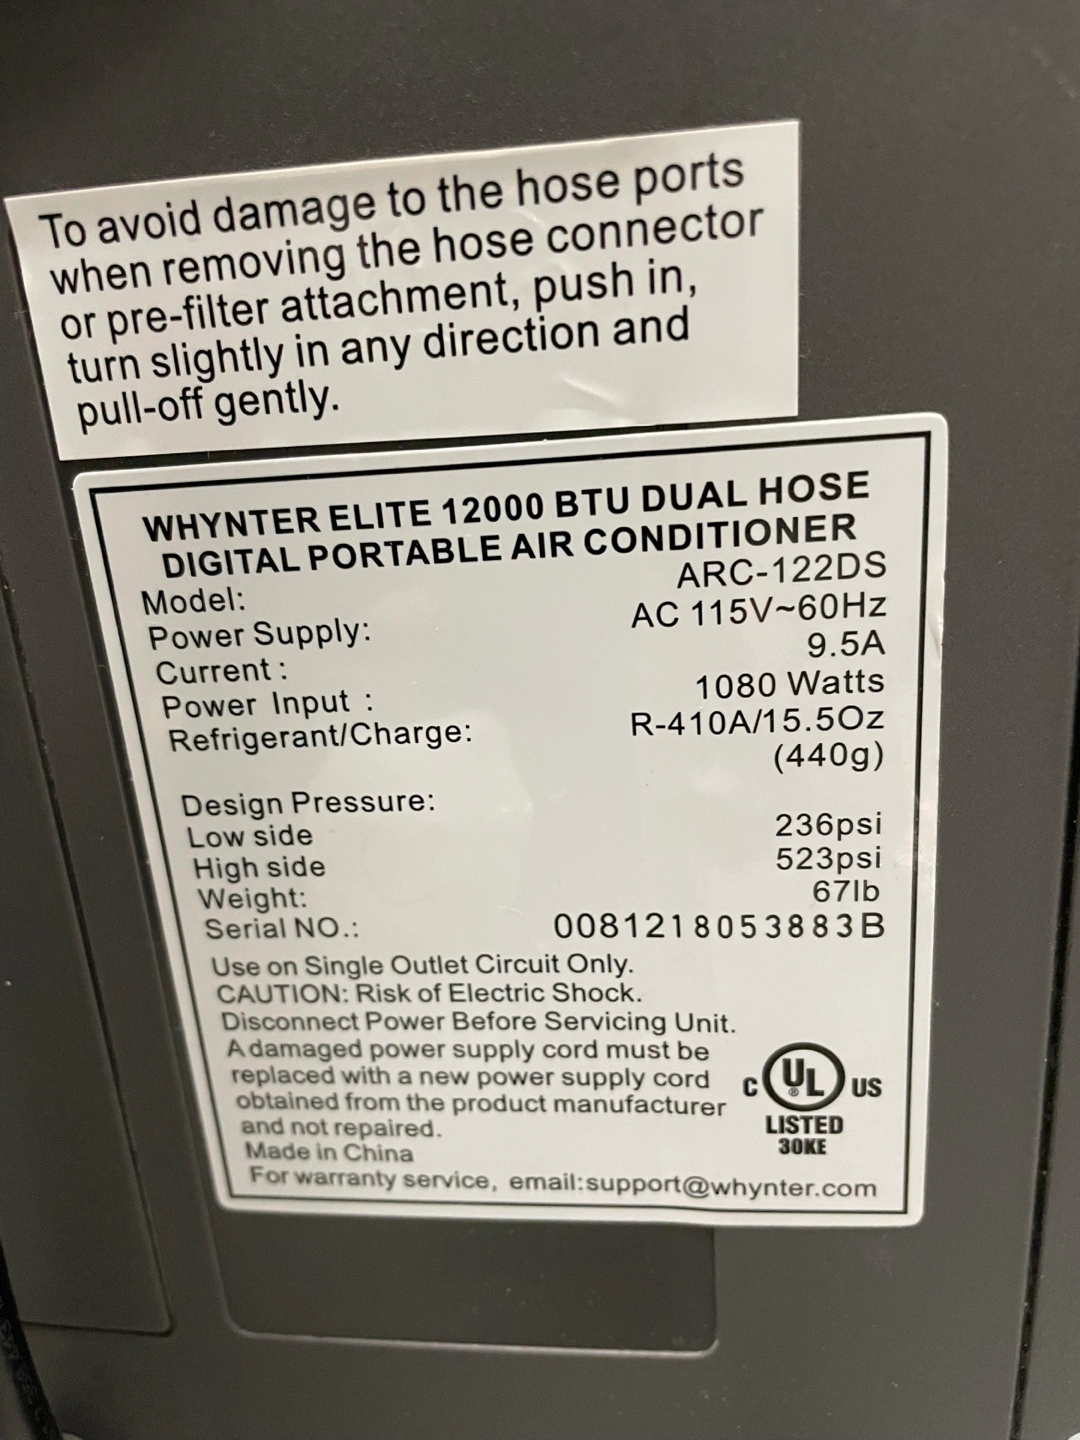 To avoid damage to the hose ports
when removing the hose connector
or pre-filter attachment, push in,
turn slightly in any direction and
pull-off gently.
WHYNTER ELITE 12000 BTU DUAL HOSE
DIGITAL PORTABLE AIR CONDITIONER
Model: ARC-122DS
Power Supply: AC 115V~60Hz
Current : 9.5A
Power Input : 1080 Watts
Refrigerant/Charge: R-410A/15.5Oz
(440g)
Design Pressure:
Low side 236psi
High side 523psi
Weight: 67lb
Serial NO.: 0081218053883B
Use on Single Outlet Circuit Only.
CAUTION: Risk of Electric Shock.
Disconnect Power Before Servicing Unit.
A damaged power supply cord must be
replaced with a new power supply cord
obtained from the product manufacturer
and not repaired.
Made in China
For warranty service, email:support@whynter.com
C UL ® US
LISTED
30KE